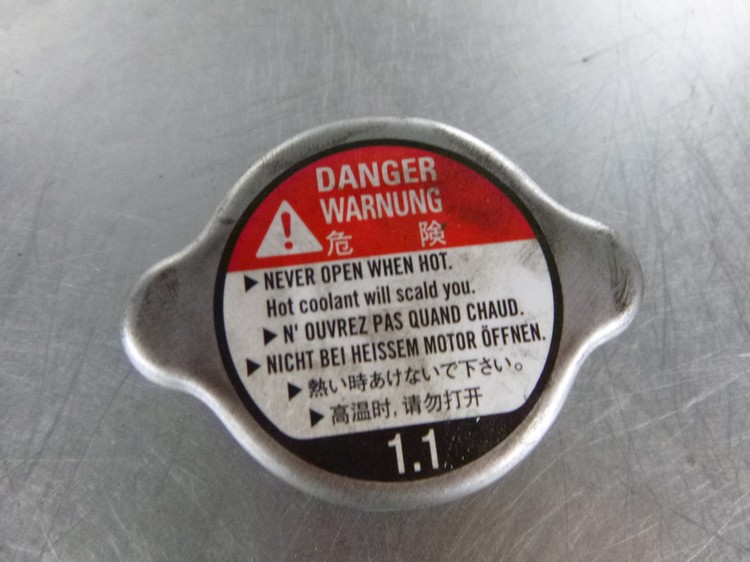 DANGER
WARNUNG
危 険
▶ NEVER OPEN WHEN HOT.
Hot coolant will scald you.
▶ N' OUVREZ PAS QUAND CHAUD.
▶ NICHT BEI HEISSEM MOTOR ÖFFNEN.
▶ 熱い時あけないで下さい。
▶ 高温时, 请勿打开
1.1